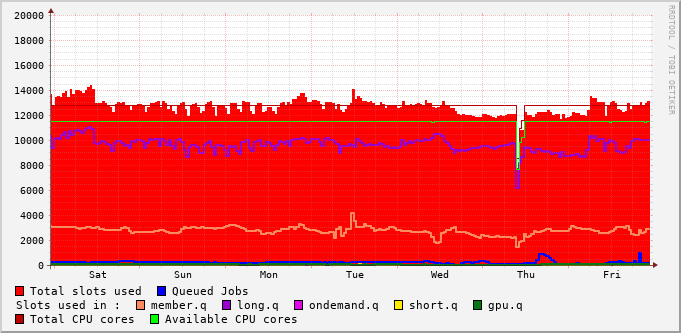 20000
18000
16000
14000
12000
10000
8000
6000
4000
2000
0
Sat Sun Mon Tue Wed Thu Fri
Total slots used Queued Jobs
Slots used in : member.q long.q ondemand.q short.q gpu.q
Total CPU cores Available CPU cores
RRDTOOL / TOBI OETIKER